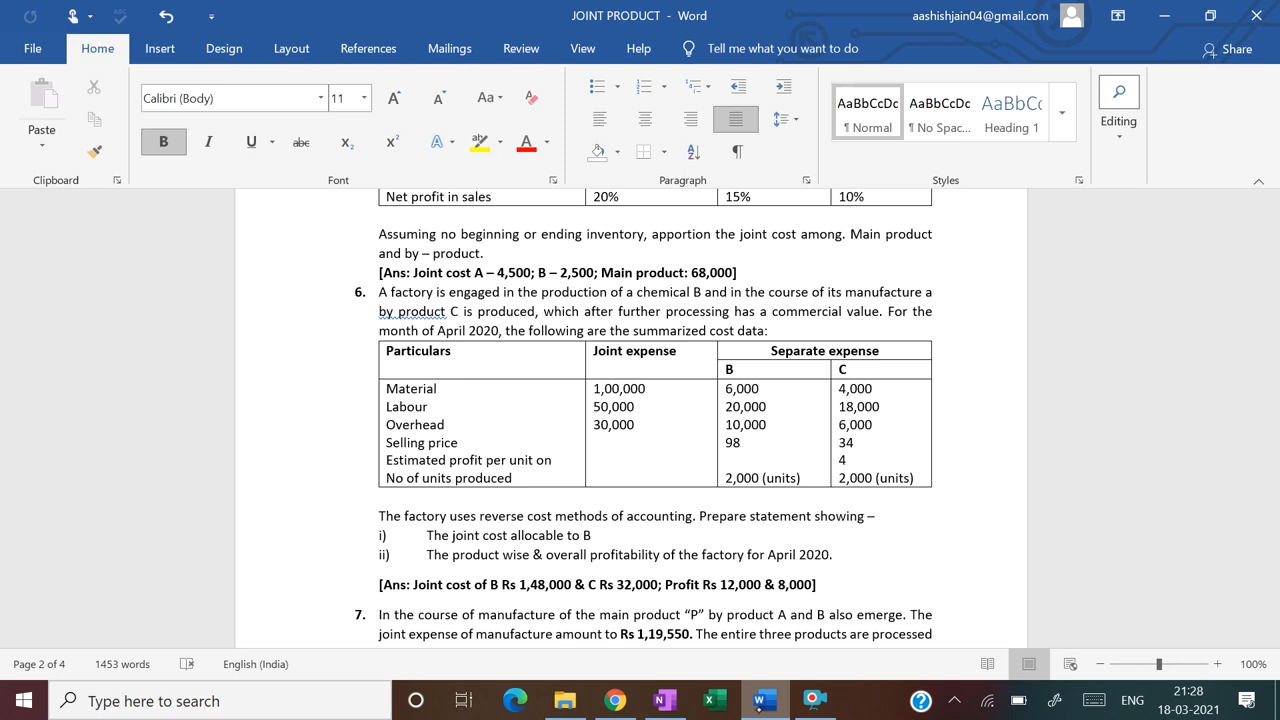 JOINT PRODUCT - Word
aashishjain04@gmail.com
File Home Insert Design Layout References Mailings Review View Help Tell me what you want to do Share
Paste
Calibri (Body) 11
Aa
B I U abc X₂ X² A ab A
AaBbCcDc AaBbCcDc AaBbCc
¶ Normal ¶ No Spac... Heading 1
Editing
Clipboard Font Paragraph Styles
Net profit in sales 20% 15% 10%
Assuming no beginning or ending inventory, apportion the joint cost among. Main product
and by – product.
[Ans: Joint cost A – 4,500; B – 2,500; Main product: 68,000]
6. A factory is engaged in the production of a chemical B and in the course of its manufacture a
by product C is produced, which after further processing has a commercial value. For the
month of April 2020, the following are the summarized cost data:
Particulars Joint expense Separate expense
B C
Material 1,00,000 6,000 4,000
Labour 50,000 20,000 18,000
Overhead 30,000 10,000 6,000
Selling price 98 34
Estimated profit per unit on 4
No of units produced 2,000 (units) 2,000 (units)
The factory uses reverse cost methods of accounting. Prepare statement showing –
i) The joint cost allocable to B
ii) The product wise & overall profitability of the factory for April 2020.
[Ans: Joint cost of B Rs 1,48,000 & C Rs 32,000; Profit Rs 12,000 & 8,000]
7. In the course of manufacture of the main product “P” by product A and B also emerge. The
joint expense of manufacture amount to Rs 1,19,550. The entire three products are processed
Page 2 of 4 1453 words English (India) 100%
Type here to search
ENG
21:28
18-03-2021